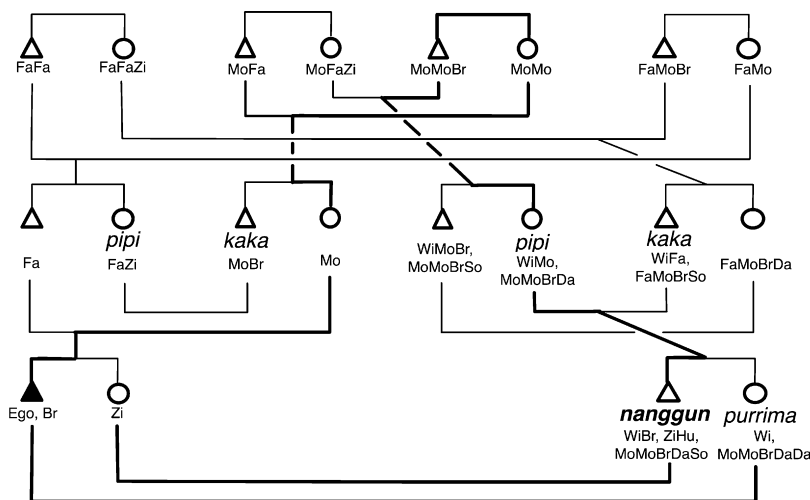 FaFa
FaFaZi
MoFa
MoFaZi
MoMoBr
MoMo
FaMoBr
FaMo
Fa
pipi
FaZi
kaka
MoBr
Mo
WiMoBr,
MoMoBrSo
pipi
WiMo,
MoMoBrDa
kaka
WiFa,
FaMoBrSo
FaMoBrDa
Ego, Br
Zi
nanggun
WiBr, ZiHu,
MoMoBrDaSo
purrima
Wi,
MoMoBrDaDa